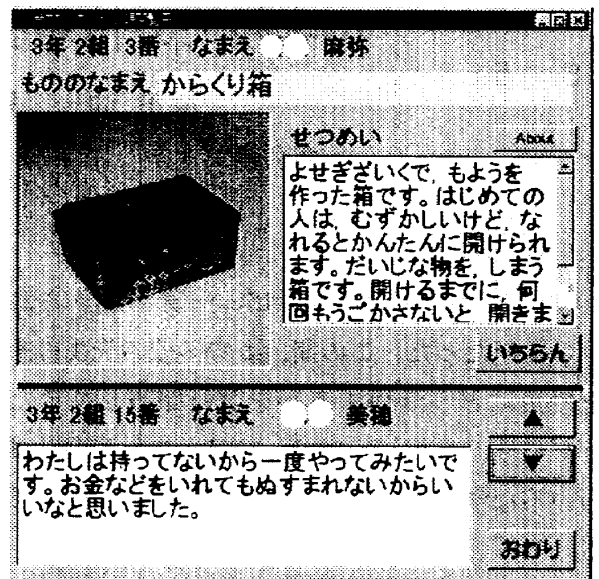 3年 2組 3番 なまえ 麻弥
もののなまえ からくり箱
せつめい About
よせぎざいくで, もようを
作った箱です。はじめての
人は, むずかしいけど, な
れるとかんたんに開けられ
ます。だいじな物を, しまう
箱です。開けるまでに, 何
回もうごかさないと, 開きま
いちらん
3年 2組 15番 なまえ 美穂
▲
わたしは持ってないから一度やってみたいで
す。お金などをいれてもぬすまれないからい
いなと思いました。
▼
おわり